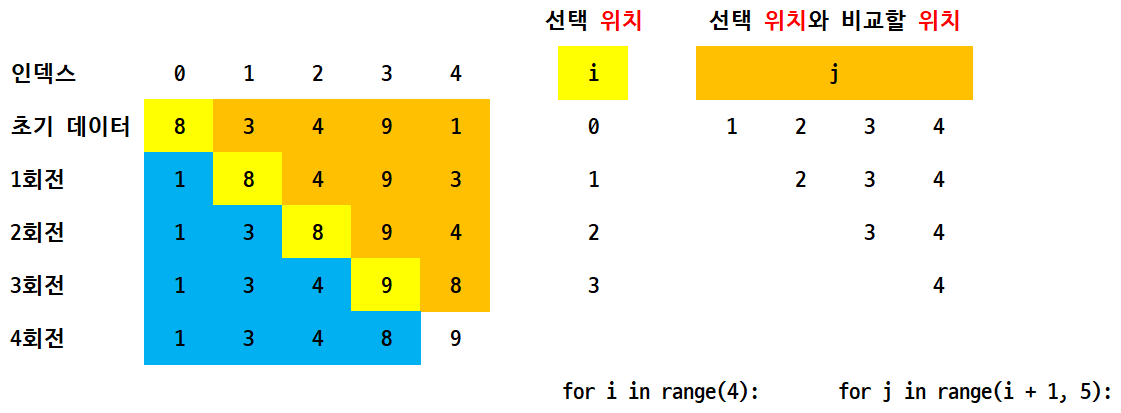 선택 위치 선택 위치와 비교할 위치
인덱스 0 1 2 3 4 i j
초기 데이터 8 3 4 9 1 0 1 2 3 4
1회전 1 8 4 9 3 1 2 3 4
2회전 1 3 8 9 4 2 3 4
3회전 1 3 4 9 8 3 4
4회전 1 3 4 8 9
for i in range(4): for j in range(i + 1, 5):